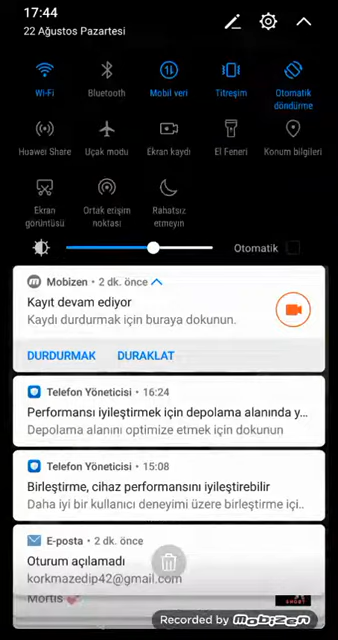 17:44
22 Ağustos Pazartesi
Wi-Fi
Bluetooth
Mobil veri
Titreşim
Otomatik
döndürme
Huawei Share
Uçak modu
Ekran kaydı
El Feneri
Konum bilgileri
Ekran
görüntüsü
Ortak erişim
noktası
Rahatsız
etmeyin
Otomatik
Mobizen • 2 dk. önce
Kayıt devam ediyor
Kaydı durdurmak için buraya dokunun.
DURDURMAK DURAKLAT
Telefon Yöneticisi • 16:24
Performansı iyileştirmek için depolama alanında y...
Depolama alanını optimize etmek için dokunun
Telefon Yöneticisi • 15:08
Birleştirme, cihaz performansını iyileştirebilir
Daha iyi bir kullanıcı deneyimi üzere birleştirme içi..
E-posta • 2 dk. önce
Oturum açılamadı
korkmazedip42@gmail.com
Mortis
SHORT
Recorded by mobizen